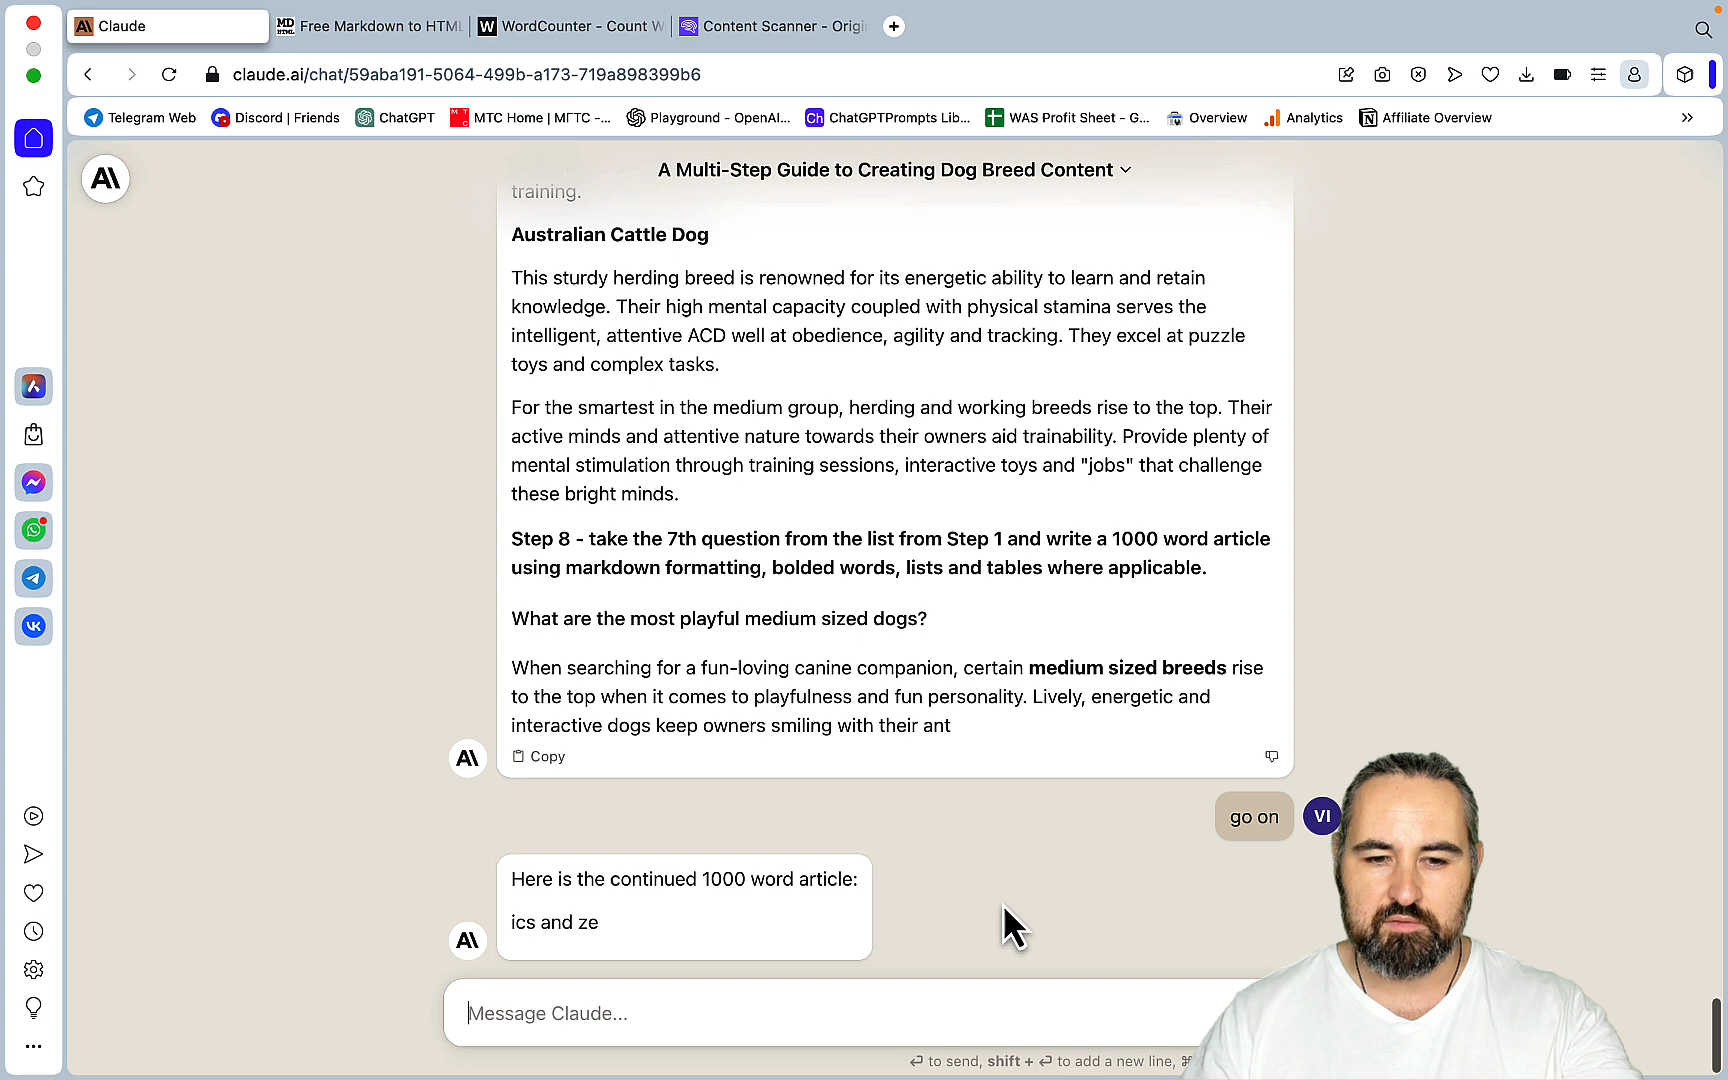 Claude
MD
HTML
Free Markdown to HTML
W
WordCounter - Count W
Content Scanner - Origi
claude.ai/chat/59aba191-5064-499b-a173-719a898399b6
Telegram Web
Discord | Friends
ChatGPT
МТС Home | МГТС -...
Playground - OpenAI...
Ch
ChatGPTPrompts Lib...
WAS Profit Sheet - G...
Overview
Analytics
Affiliate Overview
A Multi-Step Guide to Creating Dog Breed Content
training.
Australian Cattle Dog
This sturdy herding breed is renowned for its energetic ability to learn and retain
knowledge. Their high mental capacity coupled with physical stamina serves the
intelligent, attentive ACD well at obedience, agility and tracking. They excel at puzzle
toys and complex tasks.
For the smartest in the medium group, herding and working breeds rise to the top. Their
active minds and attentive nature towards their owners aid trainability. Provide plenty of
mental stimulation through training sessions, interactive toys and "jobs" that challenge
these bright minds.
Step 8 - take the 7th question from the list from Step 1 and write a 1000 word article
using markdown formatting, bolded words, lists and tables where applicable.
What are the most playful medium sized dogs?
When searching for a fun-loving canine companion, certain medium sized breeds rise
to the top when it comes to playfulness and fun personality. Lively, energetic and
interactive dogs keep owners smiling with their ant
Copy
go on
VI
Here is the continued 1000 word article:
ics and ze
Message Claude...
to send, shift + ⏎ to add a new line, ⌘